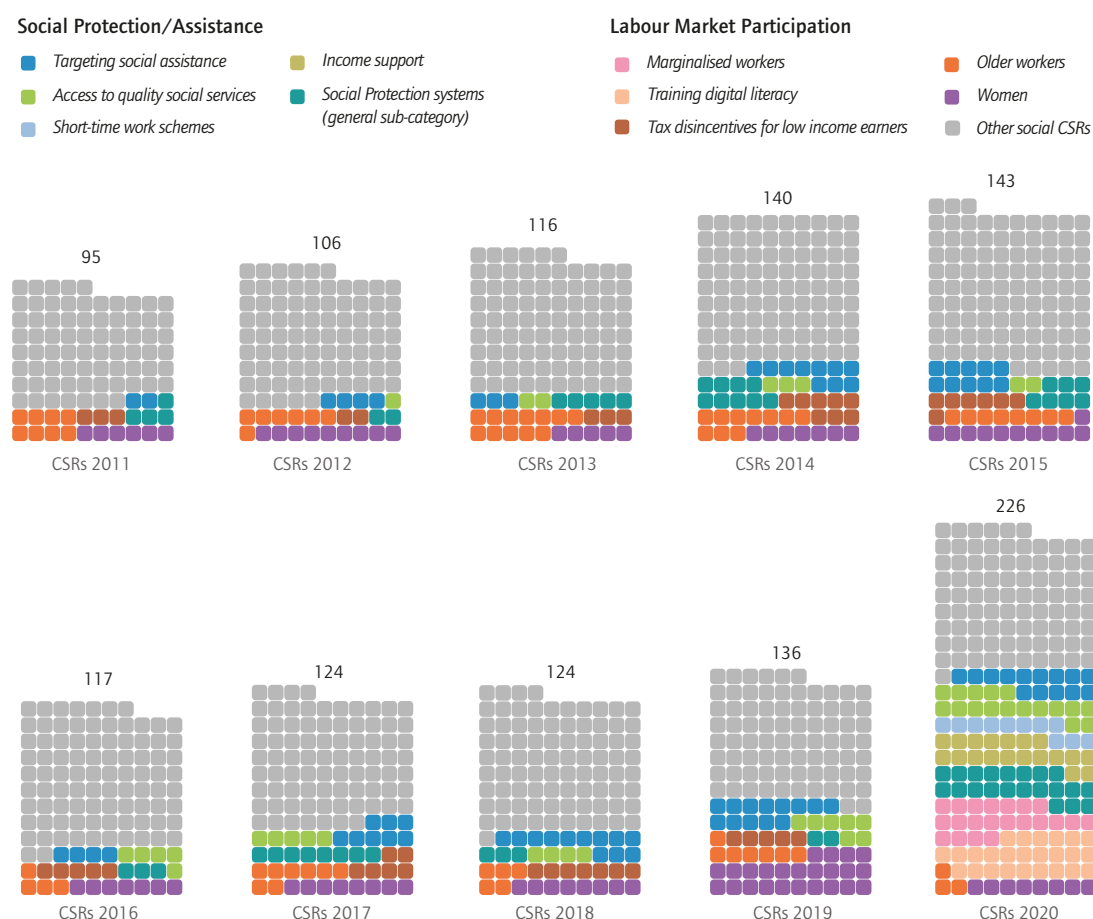 Social Protection/Assistance
Targeting social assistance
Access to quality social services
Short-time work schemes
Income support
Social Protection systems
(general sub-category)
Labour Market Participation
Marginalised workers
Training digital literacy
Tax disincentives for low income earners
Older workers
Women
Other social CSRs
95
106
116
140
143
CSRs 2011
CSRs 2012
CSRs 2013
CSRs 2014
CSRs 2015
117
124
124
136
226
CSRs 2016
CSRs 2017
CSRs 2018
CSRs 2019
CSRs 2020